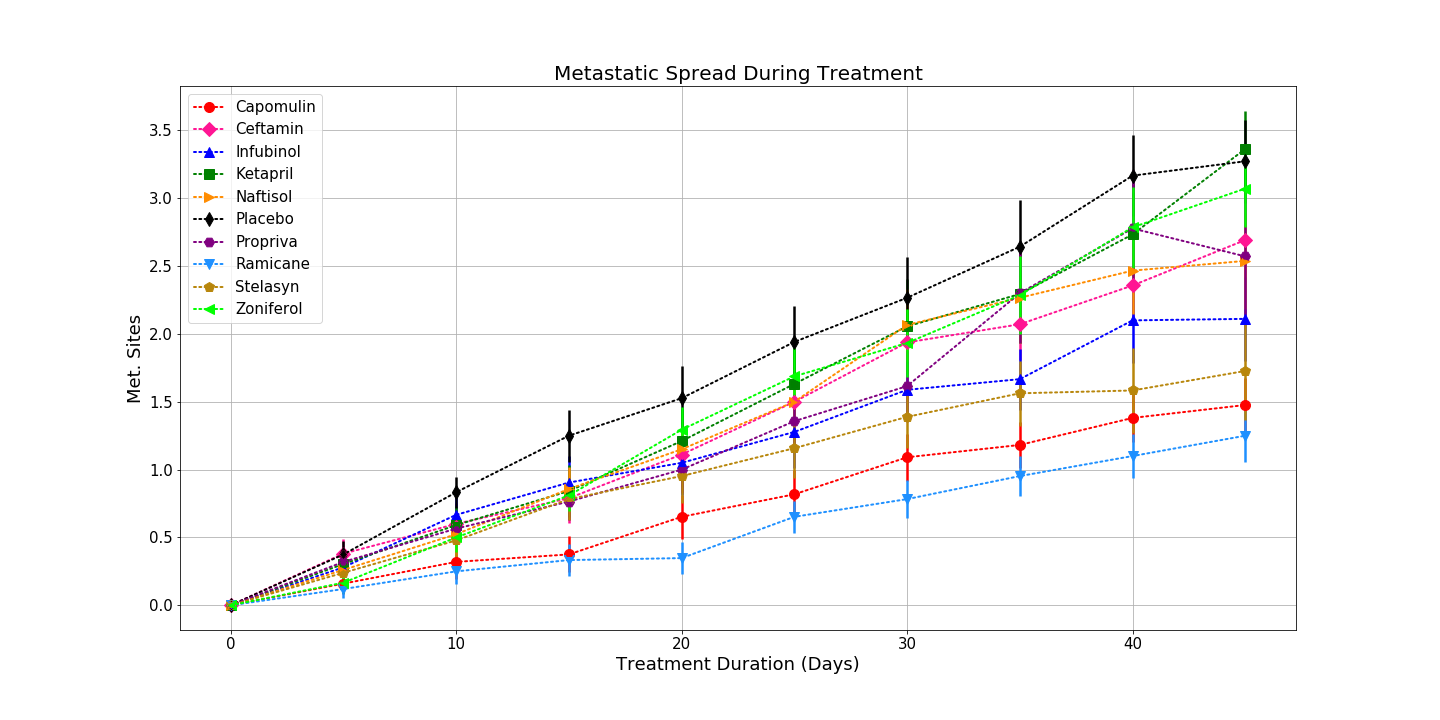 Metastatic Spread During Treatment
Capomulin
Ceftamin
Infubinol
Ketapril
Naftisol
Placebo
Propriva
Ramicane
Stelasyn
Zoniferol
Met. Sites
3.5
3.0
2.5
2.0
1.5
1.0
0.5
0.0
0 10 20 30 40
Treatment Duration (Days)